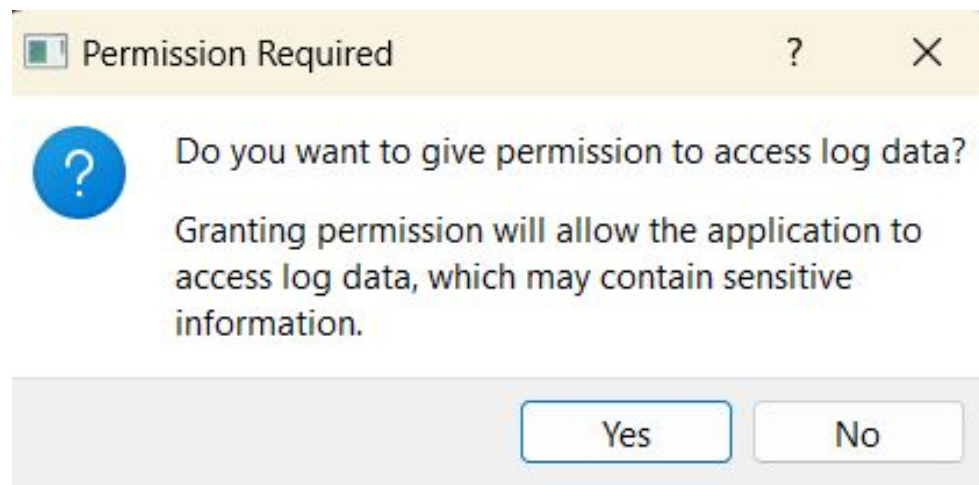 Permission Required
?
Do you want to give permission to access log data?
Granting permission will allow the application to
access log data, which may contain sensitive
information.
Yes
No